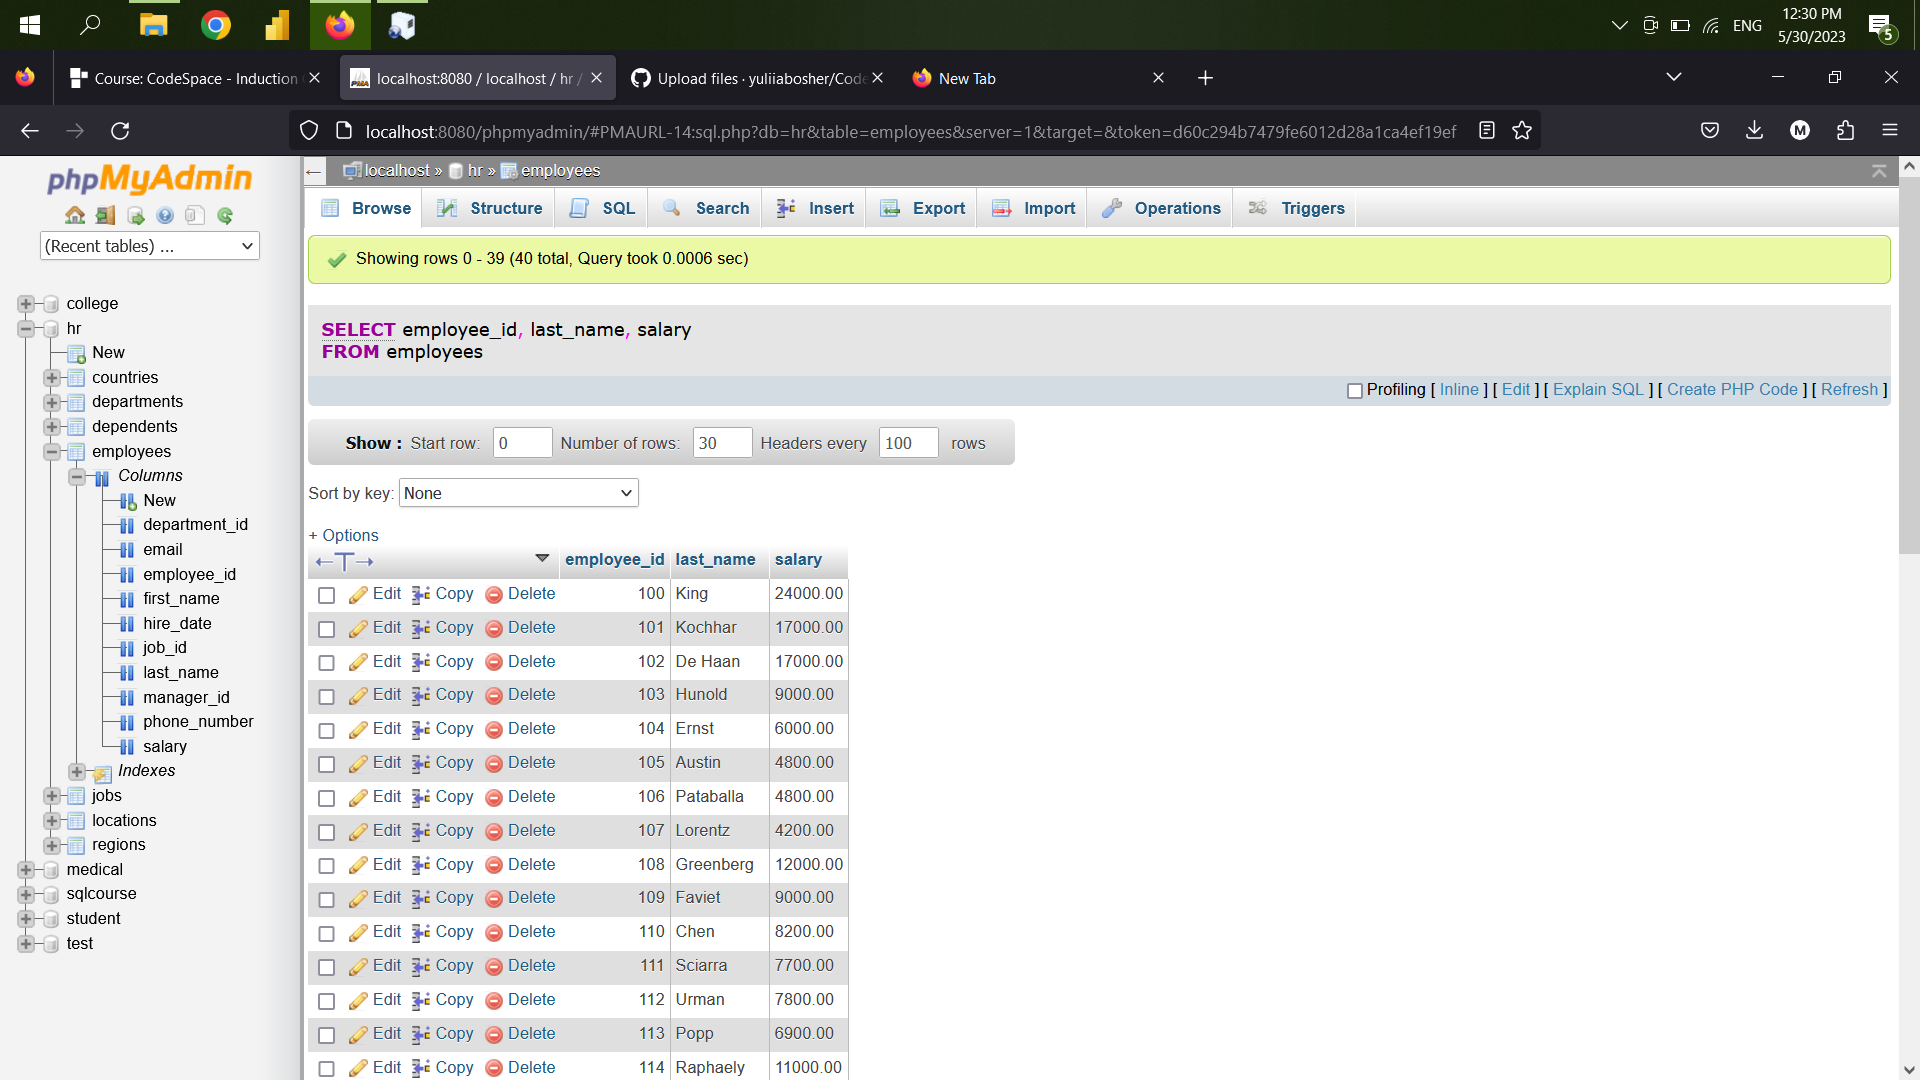 ENG
12:30 PM
5/30/2023
5
Course: CodeSpace - Induction
localhost:8080 / localhost / hr /
Upload files · yuliiabosher/Code
New Tab
localhost:8080/phpmyadmin/#PMAURL-14:sql.php?db=hr&table=employees&server=1&target=&token=d60c294b7479fe6012d28a1ca4ef19ef
M
phpMyAdmin
(Recent tables) ...
college
hr
New
countries
departments
dependents
employees
Columns
New
department_id
email
employee_id
first_name
hire_date
job_id
last_name
manager_id
phone_number
salary
Indexes
jobs
locations
regions
medical
sqlcourse
student
test
localhost » hr » employees
Browse Structure SQL Search Insert Export Import Operations Triggers
Showing rows 0 - 39 (40 total, Query took 0.0006 sec)
SELECT employee_id, last_name, salary
FROM employees
Profiling [ Inline ] [ Edit ] [ Explain SQL ] [ Create PHP Code ] [ Refresh ]
Show : Start row: 0 Number of rows: 30 Headers every 100 rows
Sort by key: None
+ Options
←T→ employee_id last_name salary
Edit Copy Delete 100 King 24000.00
Edit Copy Delete 101 Kochhar 17000.00
Edit Copy Delete 102 De Haan 17000.00
Edit Copy Delete 103 Hunold 9000.00
Edit Copy Delete 104 Ernst 6000.00
Edit Copy Delete 105 Austin 4800.00
Edit Copy Delete 106 Pataballa 4800.00
Edit Copy Delete 107 Lorentz 4200.00
Edit Copy Delete 108 Greenberg 12000.00
Edit Copy Delete 109 Faviet 9000.00
Edit Copy Delete 110 Chen 8200.00
Edit Copy Delete 111 Sciarra 7700.00
Edit Copy Delete 112 Urman 7800.00
Edit Copy Delete 113 Popp 6900.00
Edit Copy Delete 114 Raphaely 11000.00